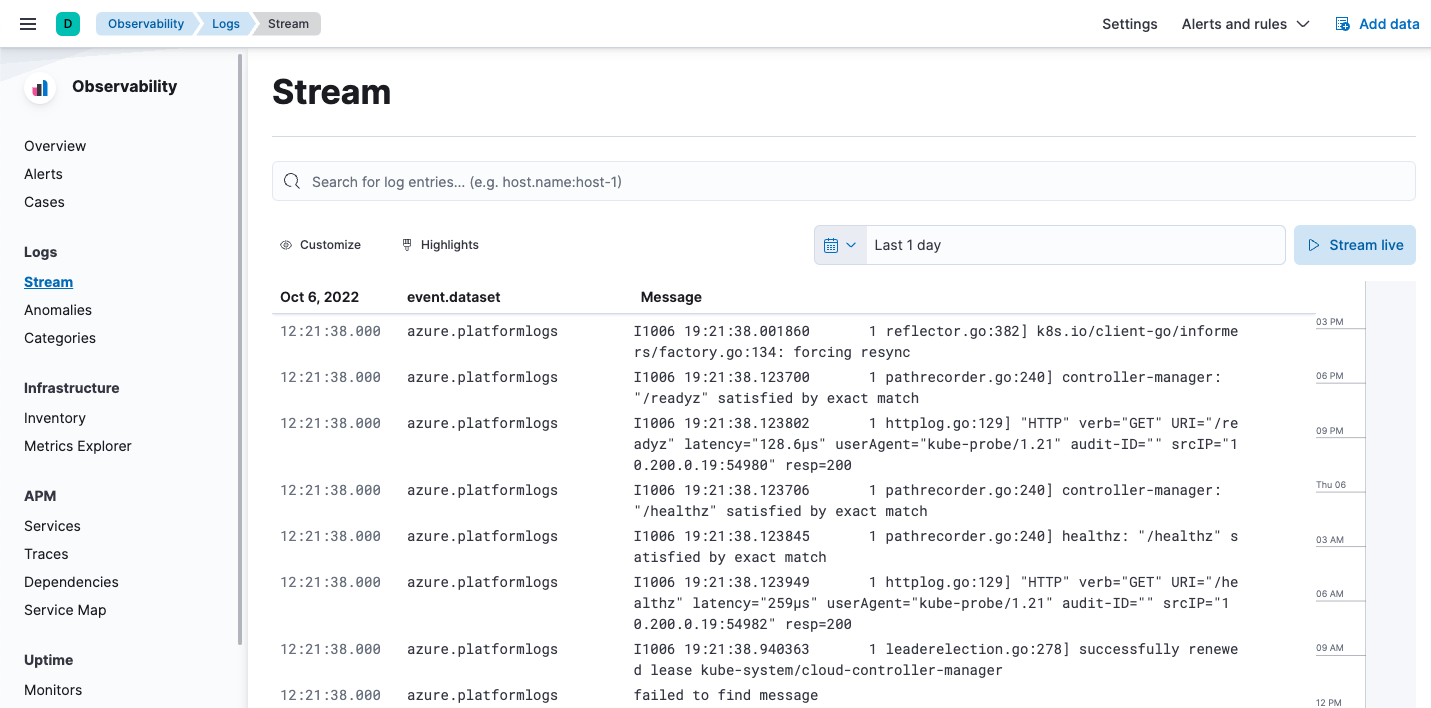 D Observability Logs Stream Settings Alerts and rules Add data
Observability
Overview
Alerts
Cases
Logs
Stream
Anomalies
Categories
Infrastructure
Inventory
Metrics Explorer
APM
Services
Traces
Dependencies
Service Map
Uptime
Monitors
Stream
Search for log entries... (e.g. host.name:host-1)
Customize Highlights Last 1 day Stream live
Oct 6, 2022 event.dataset Message
12:21:38.000 azure.platformlogs I1006 19:21:38.001860       1 reflector.go:382] k8s.io/client-go/informe
rs/factory.go:134: forcing resync
12:21:38.000 azure.platformlogs I1006 19:21:38.123700       1 pathrecorder.go:240] controller-manager:
"/readyz" satisfied by exact match
12:21:38.000 azure.platformlogs I1006 19:21:38.123802       1 httplog.go:129] "HTTP" verb="GET" URI="/re
adyz" latency="128.6µs" userAgent="kube-probe/1.21" audit-ID="" srcIP="1
0.200.0.19:54980" resp=200
12:21:38.000 azure.platformlogs I1006 19:21:38.123706       1 pathrecorder.go:240] controller-manager:
"/healthz" satisfied by exact match
12:21:38.000 azure.platformlogs I1006 19:21:38.123845       1 pathrecorder.go:240] healthz: "/healthz" s
atisfied by exact match
12:21:38.000 azure.platformlogs I1006 19:21:38.123949       1 httplog.go:129] "HTTP" verb="GET" URI="/he
althz" latency="259µs" userAgent="kube-probe/1.21" audit-ID="" srcIP="1
0.200.0.19:54982" resp=200
12:21:38.000 azure.platformlogs I1006 19:21:38.940363       1 leaderelection.go:278] successfully renewe
d lease kube-system/cloud-controller-manager
12:21:38.000 azure.platformlogs failed to find message
03 PM
06 PM
09 PM
Thu 06
03 AM
06 AM
09 AM
12 PM